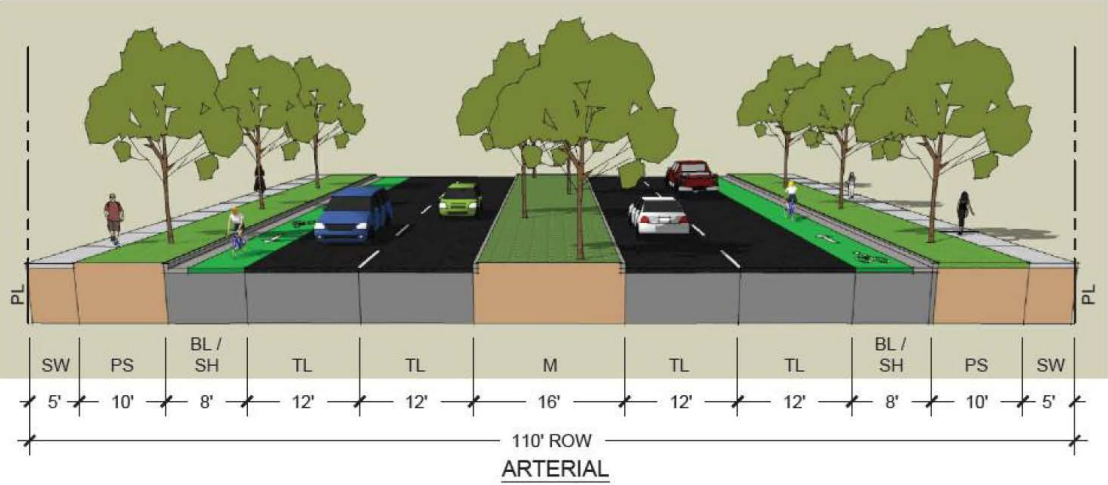 PL
PL
BL / BL /
SW PS SH TL TL M TL TL SH PS SW
5' 10' 8' 12' 12' 16' 12' 12' 8' 10' 5'
110' ROW
ARTERIAL